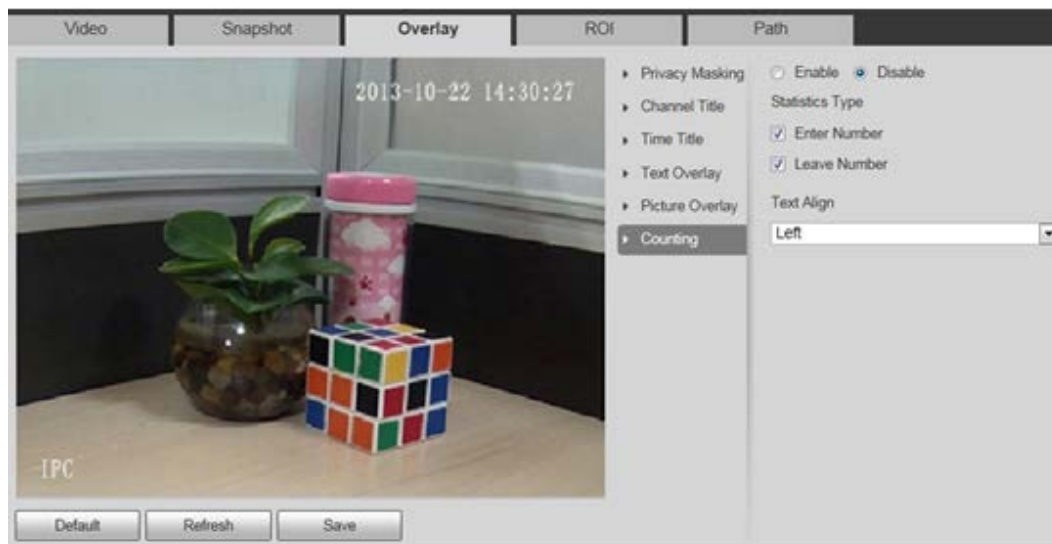 Video
Snapshot
Overlay
ROI
Path
2013-10-22 14:30:27
IPC
Privacy Masking
Channel Title
Time Title
Text Overlay
Picture Overlay
Counting
Enable
Disable
Statistics Type
Enter Number
Leave Number
Text Align
Left
Default
Refresh
Save